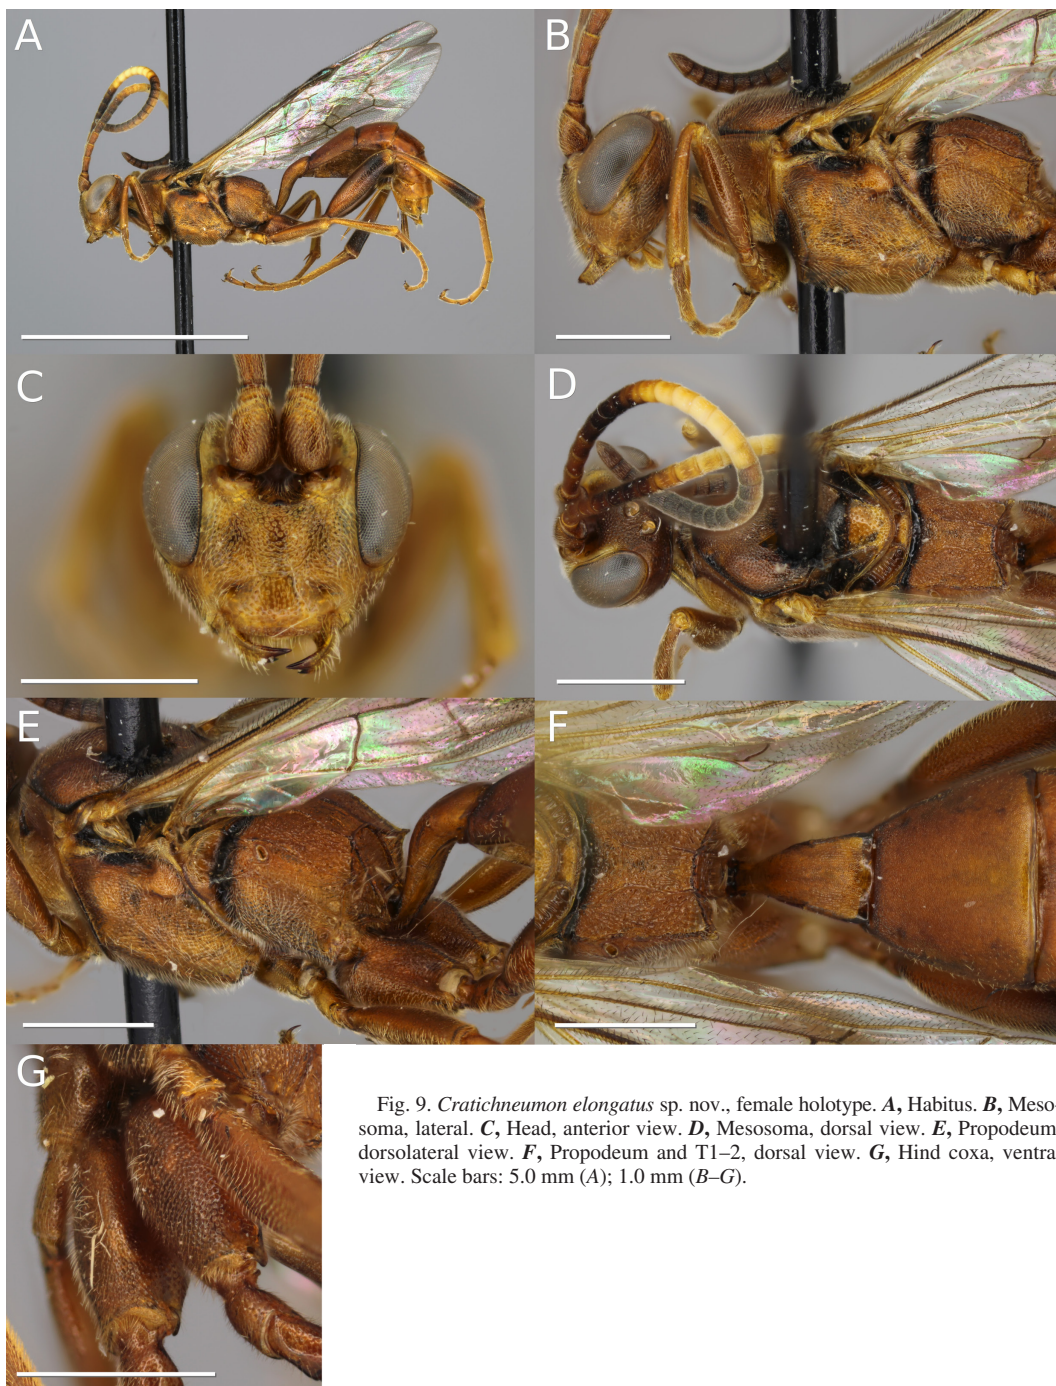 A
B
C
D
E
F
G
Fig. 9. Cratichneumon elongatus sp. nov., female holotype. A, Habitus. B, Meso-
soma, lateral. C, Head, anterior view. D, Mesosoma, dorsal view. E, Propodeum
dorsolateral view. F, Propodeum and T1–2, dorsal view. G, Hind coxa, ventra
view. Scale bars: 5.0 mm (A); 1.0 mm (B–G).